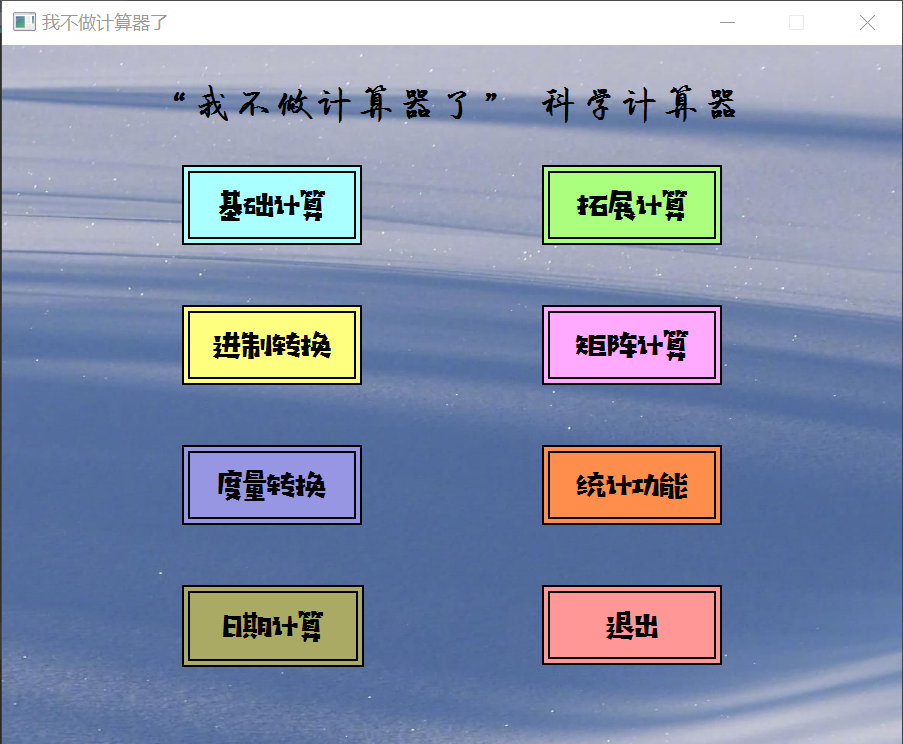 我不做计算器了
“我不做计算器了” 科学计算器
基础计算
拓展计算
进制转换
矩阵计算
度量转换
统计功能
日期计算
退出